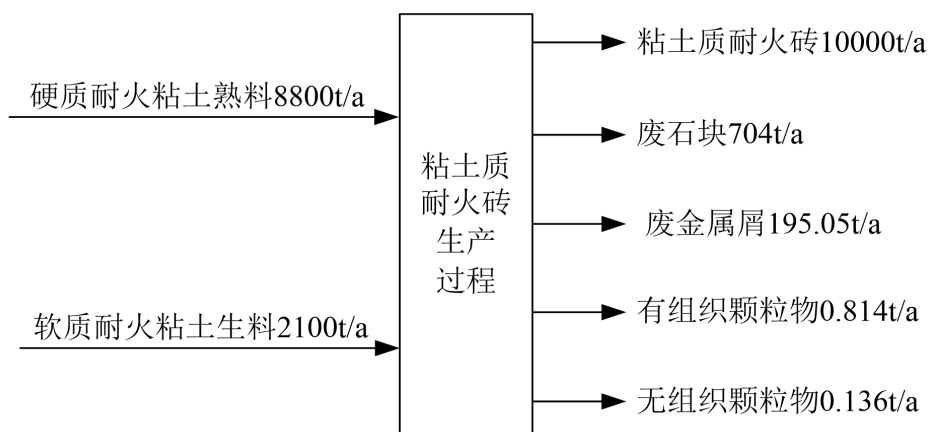 硬质耐火粘土熟料8800t/a
软质耐火粘土生料2100t/a
粘土质
耐火砖
生产
过程
粘土质耐火砖10000t/a
废石块704t/a
废金属屑195.05t/a
有组织颗粒物0.814t/a
无组织颗粒物0.136t/a